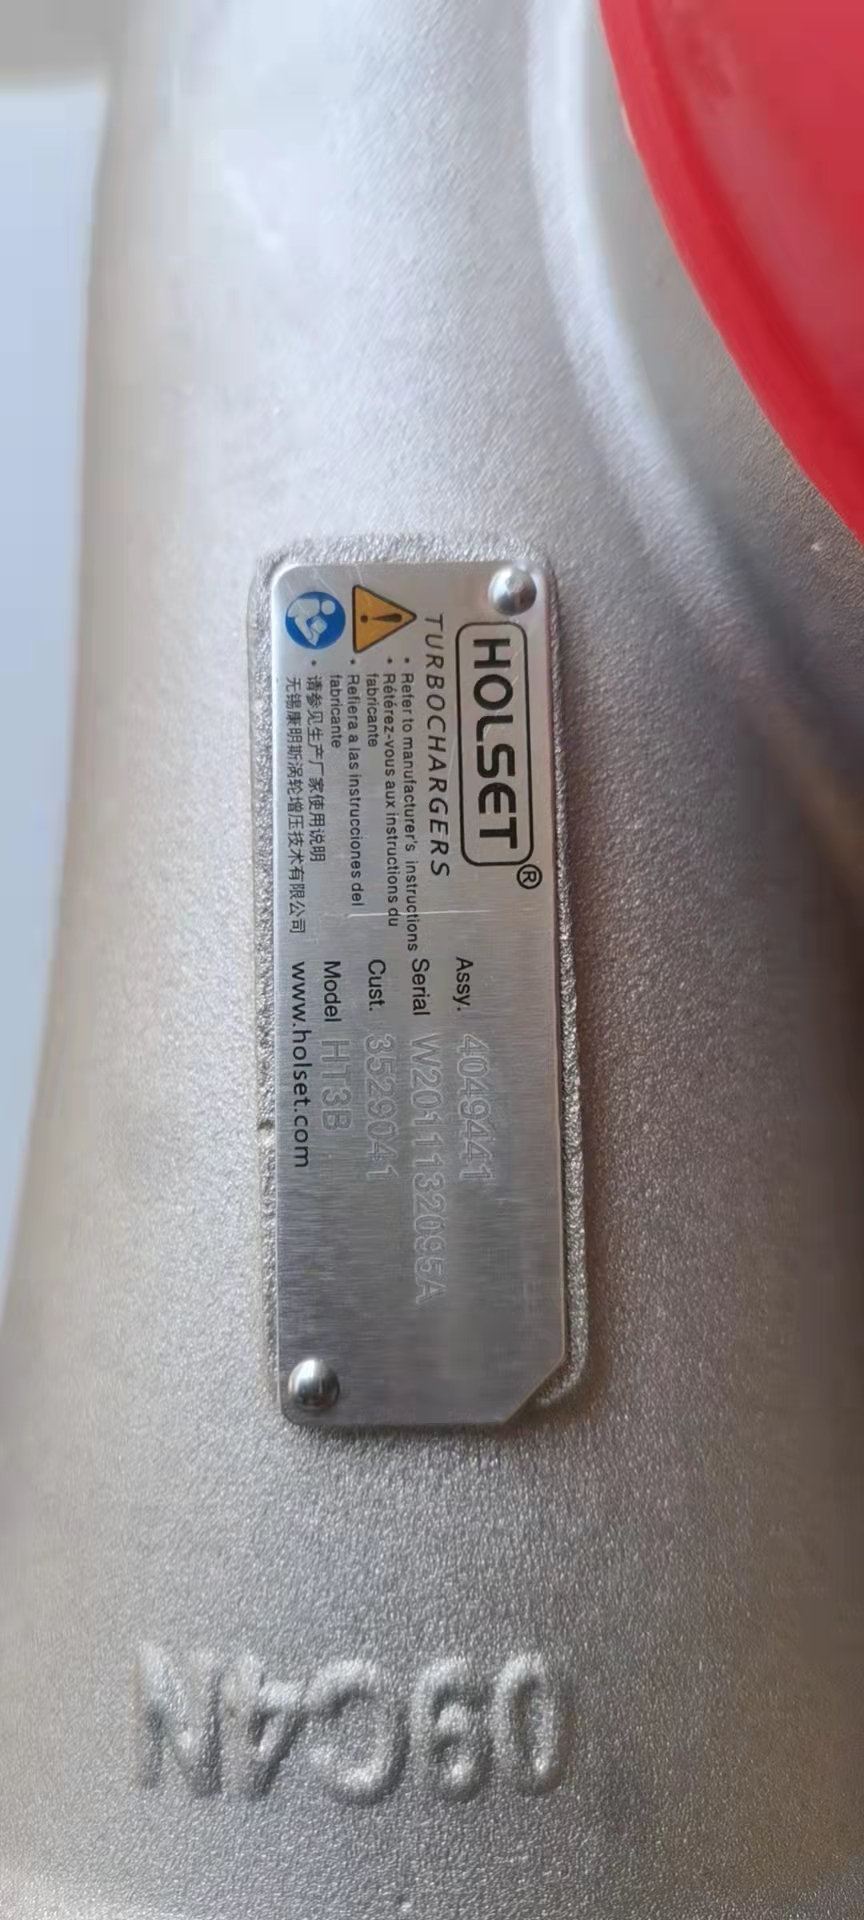 HOLSET®
TURBOCHARGERS
• Refer to manufacturer's instructions
• Rétérez-vous aux instructions du
fabricante
• Refiera a las instrucciones del
fabricante
• 请参见生产厂家使用说明
无锡康明斯涡轮增压技术有限公司
Assy. 4049441
Serial W20111132095A
Cust. 3529041
Model HT3B
www.holset.com
09C4N